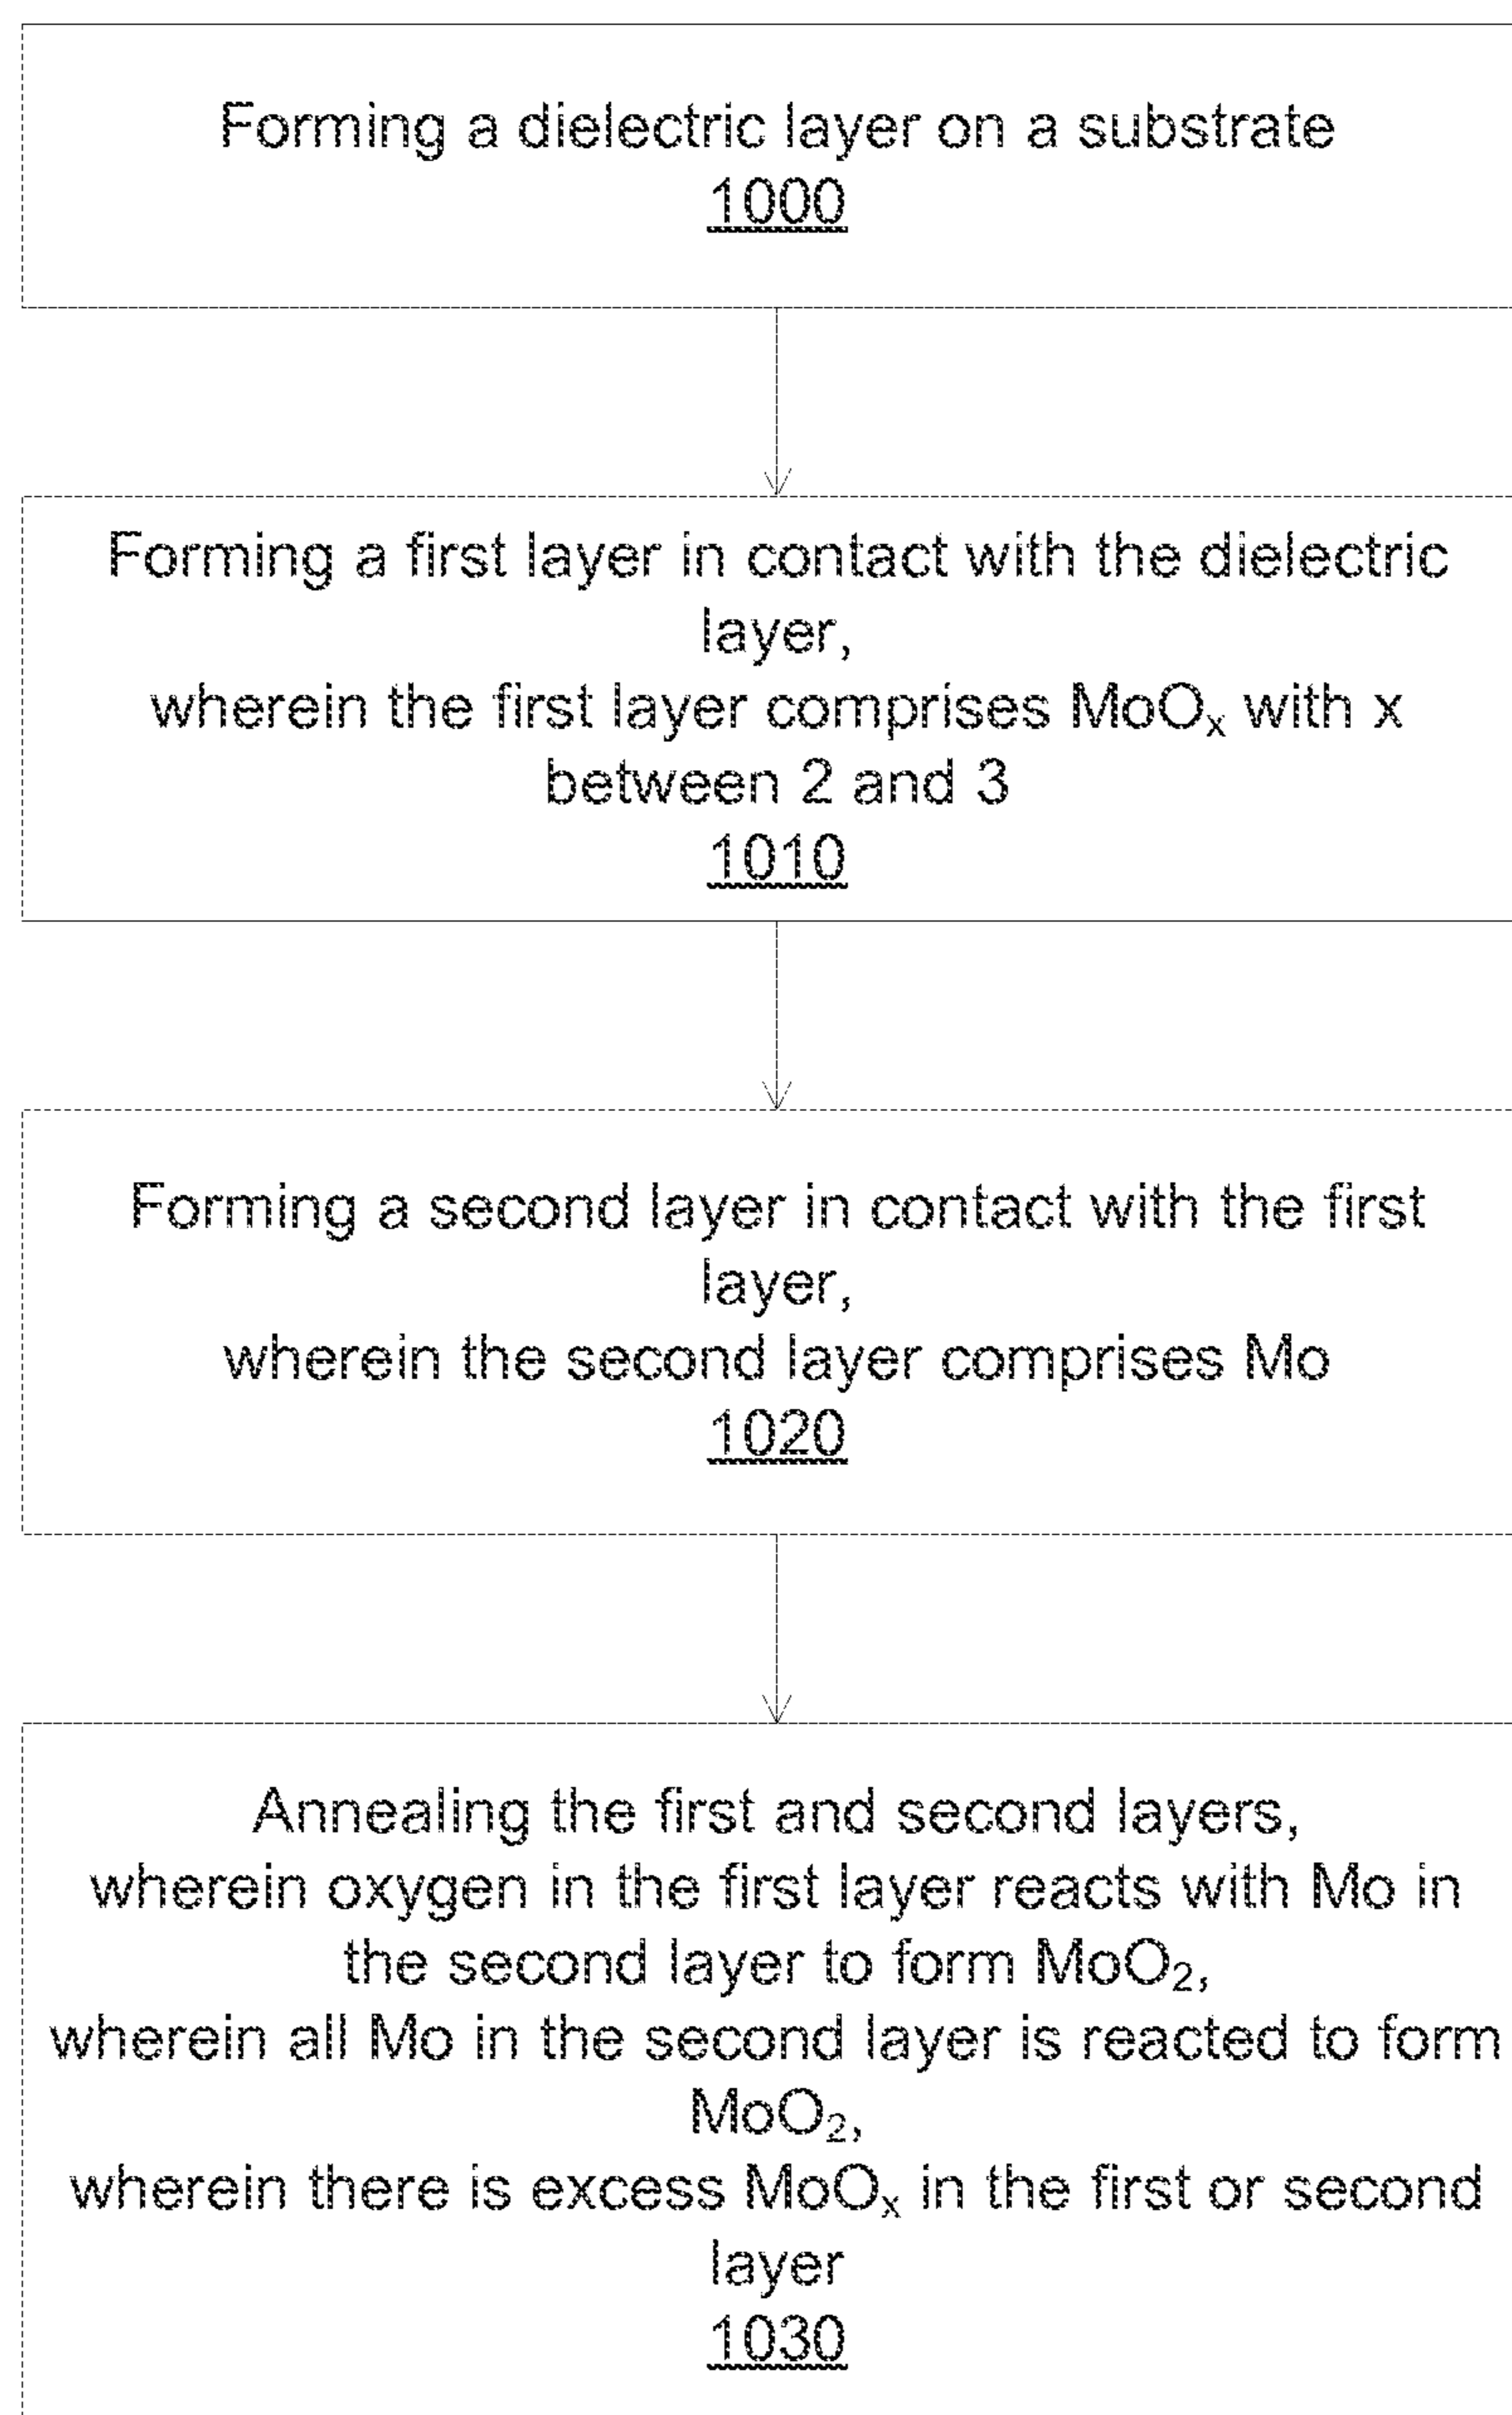 Forming a dielectric layer on a substrate
1000
Forming a first layer in contact with the dielectric
layer,
wherein the first layer comprises MoOₓ with x
between 2 and 3
1010
Forming a second layer in contact with the first
layer,
wherein the second layer comprises Mo
1020
Annealing the first and second layers,
wherein oxygen in the first layer reacts with Mo in
the second layer to form MoO₂,
wherein all Mo in the second layer is reacted to form
MoO₂,
wherein there is excess MoOₓ in the first or second
layer
1030